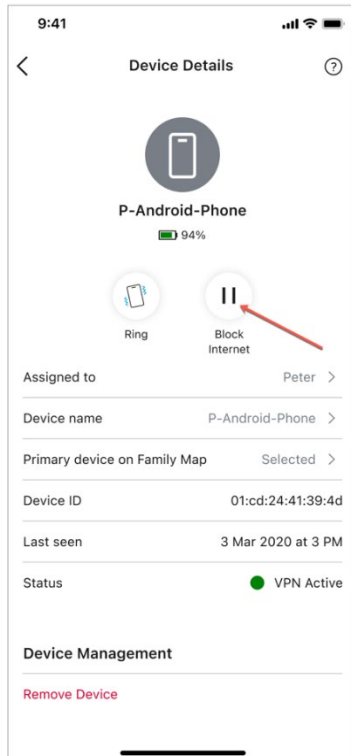 9:41
Device Details
?
P-Android-Phone
94%
Ring
Block
Internet
Assigned to Peter >
Device name P-Android-Phone >
Primary device on Family Map Selected >
Device ID 01:cd:24:41:39:4d
Last seen 3 Mar 2020 at 3 PM
Status VPN Active
Device Management
Remove Device